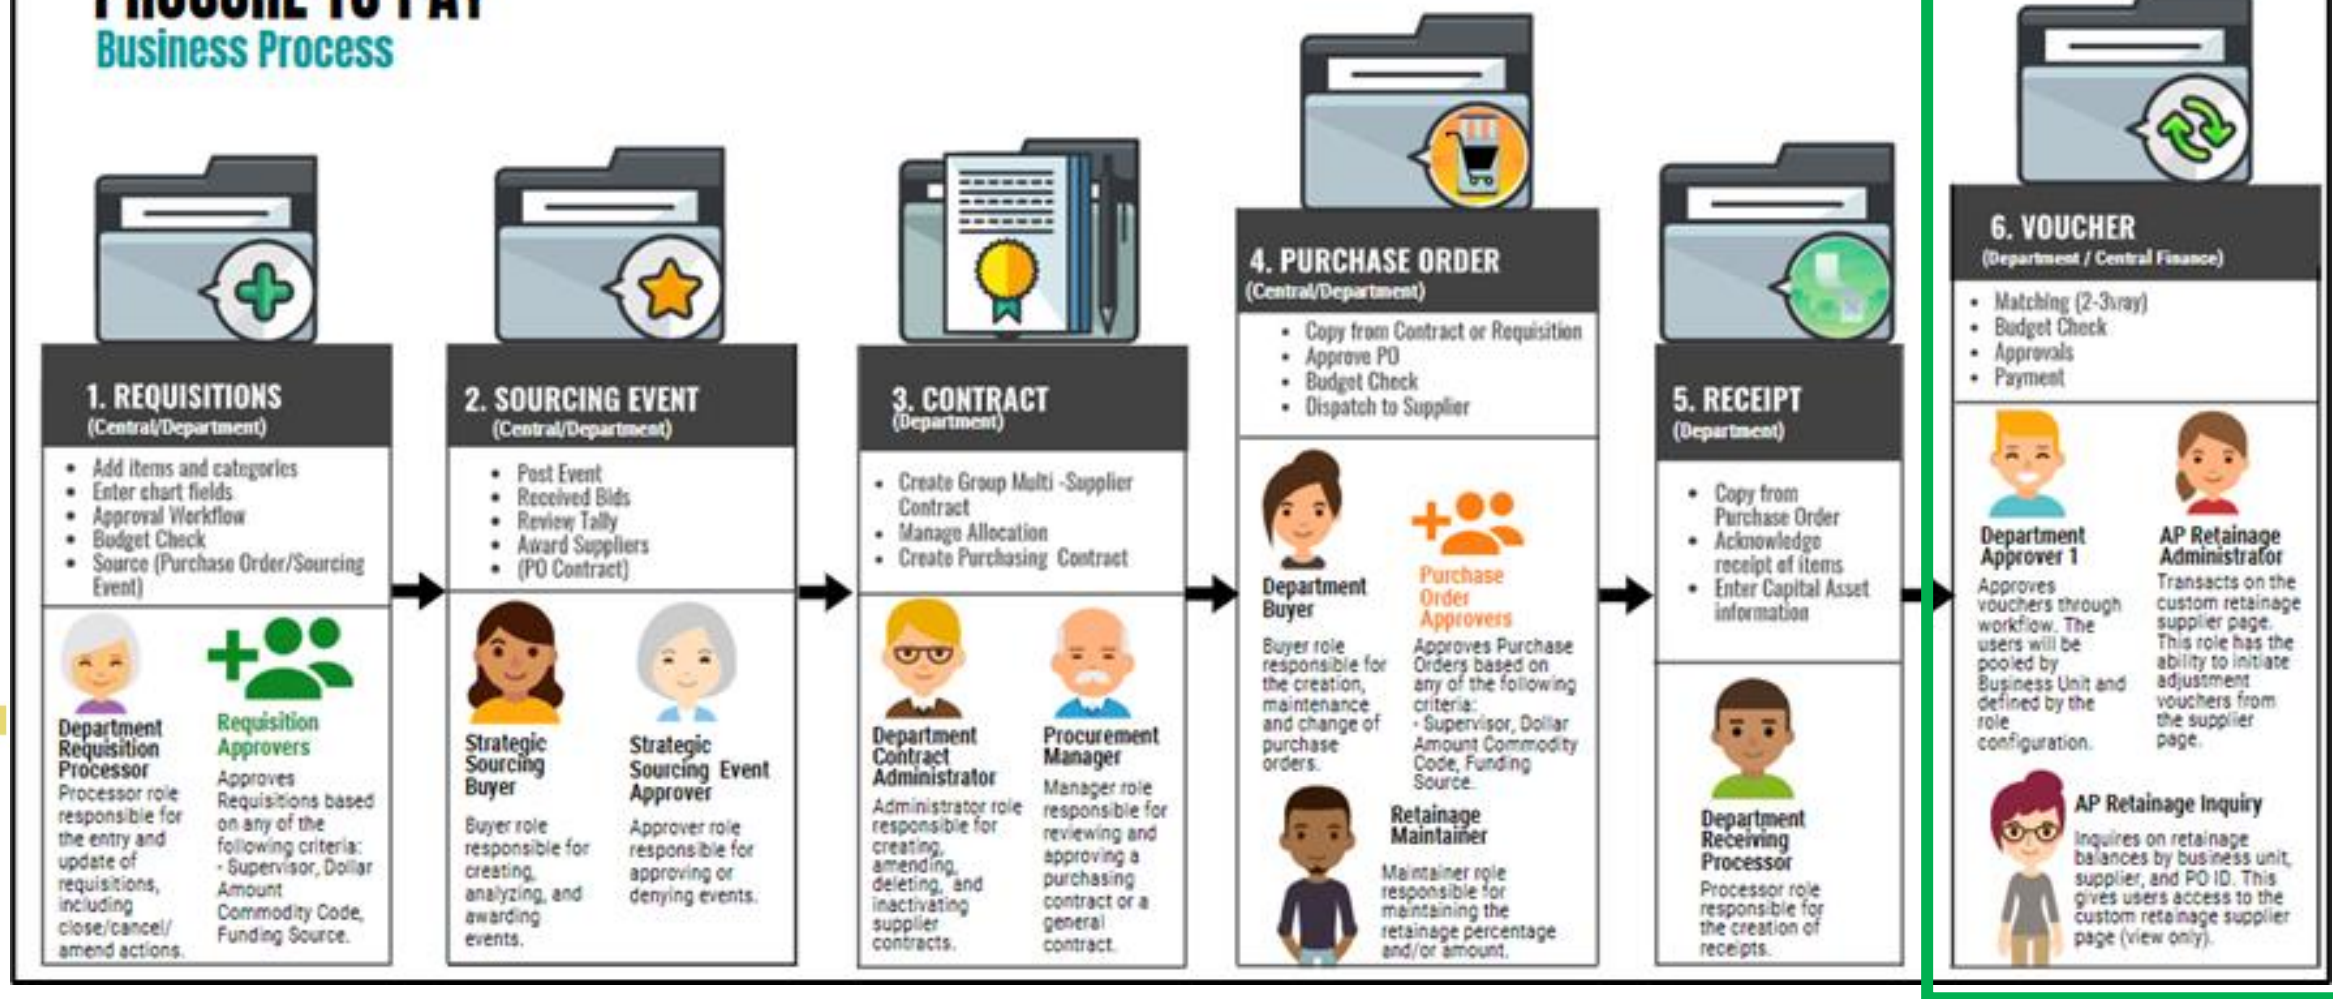 PROCURE TO PAY
Business Process
1. REQUISITIONS
(Central/Department)
• Add items and categories
• Enter chart fields
• Approval Workflow
• Budget Check
• Source (Purchase Order/Sourcing
Event)
Department
Requisition
Processor
Processor role
responsible for
the entry and
update of
requisitions,
including
close/cancel/
amend actions.
Requisition
Approvers
Approves
Requisitions based
on any of the
following criteria:
- Supervisor, Dollar
Amount
Commodity Code,
Funding Source.
2. SOURCING EVENT
(Central/Department)
• Post Event
• Received Bids
• Review Tally
• Award Suppliers
• (PO Contract)
Strategic
Sourcing
Buyer
Buyer role
responsible for
creating,
analyzing, and
awarding
events.
Strategic
Sourcing Event
Approver
Approver role
responsible for
approving or
denying events.
3. CONTRACT
(Department)
• Create Group Multi -Supplier
Contract
• Manage Allocation
• Create Purchasing Contract
Department
Contract
Administrator
Administrator role
responsible for
creating,
amending,
deleting, and
inactivating
supplier
contracts.
Procurement
Manager
Manager role
responsible for
reviewing and
approving a
purchasing
contract or a
general
contract.
4. PURCHASE ORDER
(Central/Department)
• Copy from Contract or Requisition
• Approve PO
• Budget Check
• Dispatch to Supplier
Department
Buyer
Buyer role
responsible for
the creation,
maintenance
and change of
purchase
orders.
Purchase
Order
Approvers
Approves Purchase
Orders based on
any of the following
criteria:
- Supervisor, Dollar
Amount Commodity
Code, Funding
Source.
Retainage
Maintainer
Maintainer role
responsible for
maintaining the
retainage percentage
and/or amount.
5. RECEIPT
(Department)
• Copy from
Purchase Order
• Acknowledge
receipt of items
• Enter Capital Asset
information
Department
Receiving
Processor
Processor role
responsible for
the creation of
receipts.
6. VOUCHER
(Department / Central Finance)
• Matching (2-3way)
• Budget Check
• Approvals
• Payment
Department
Approver 1
Approves
vouchers through
workflow. The
users will be
pooled by
Business Unit and
defined by the
role
configuration.
AP Retainage
Administrator
Transacts on the
custom retainage
supplier page.
This role has the
ability to initiate
adjustment
vouchers from
the supplier
page.
AP Retainage Inquiry
Inquires on retainage
balances by business unit,
supplier, and PO ID. This
gives users access to the
custom retainage supplier
page (view only).